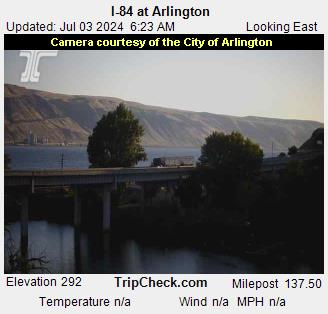 I-84 at Arlington
Updated: Jul 03 2024 6:23 AM Looking East
Camera courtesy of the City of Arlington
Elevation 292 TripCheck.com Milepost 137.50
Temperature n/a Wind n/a MPH n/a